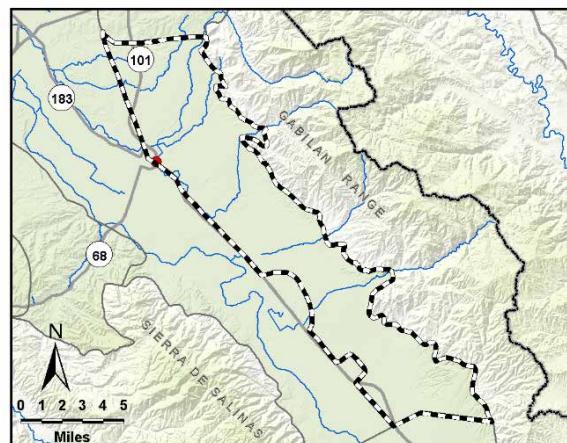 101
183
GABILAN RANGE
68
SIERRA DE SALINAS
N
0 1 2 3 4 5
Miles